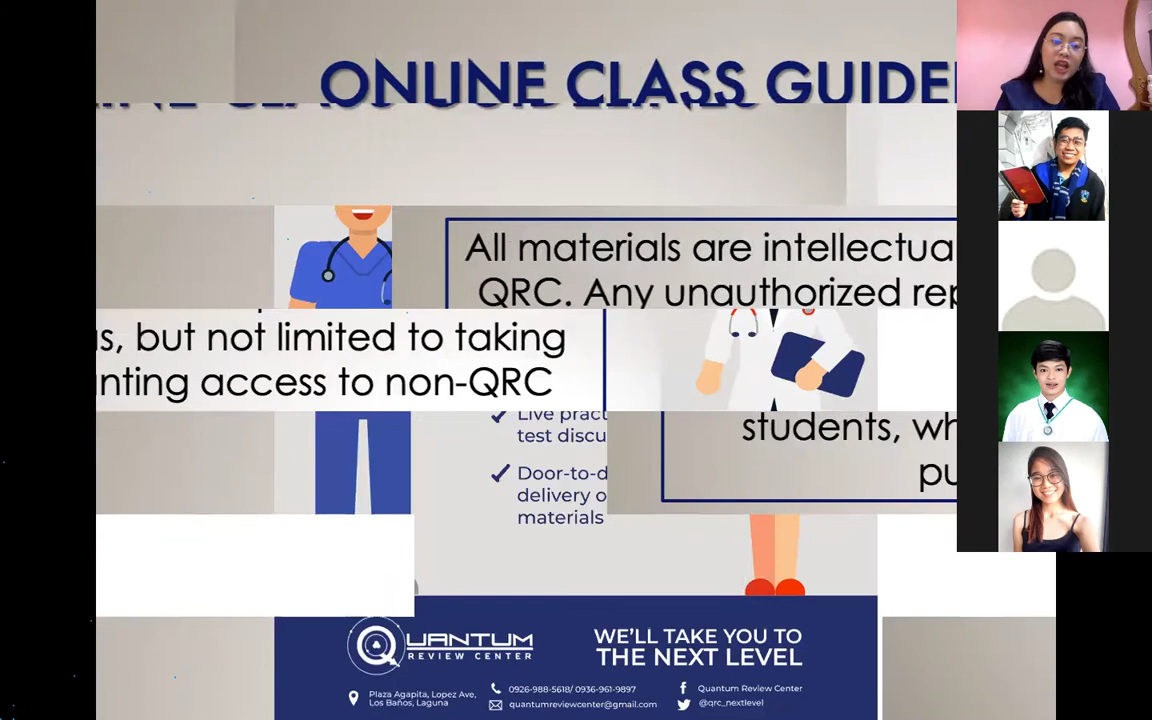 ONLINE CLASS GUIDE
All materials are intellectua
QRC. Any unauthorized rep
s, but not limited to taking
nting access to non-QRC
Live pract
test discu
students, wh
pu
Door-to-d
delivery o
materials
QUANTUM
REVIEW CENTER
WE'LL TAKE YOU TO
THE NEXT LEVEL
Plaza Agapita, Lopez Ave,
Los Baños, Laguna
0926-988-5618/ 0936-961-9897
quantumreviewcenter@gmail.com
Quantum Review Center
@qrc_nextlevel